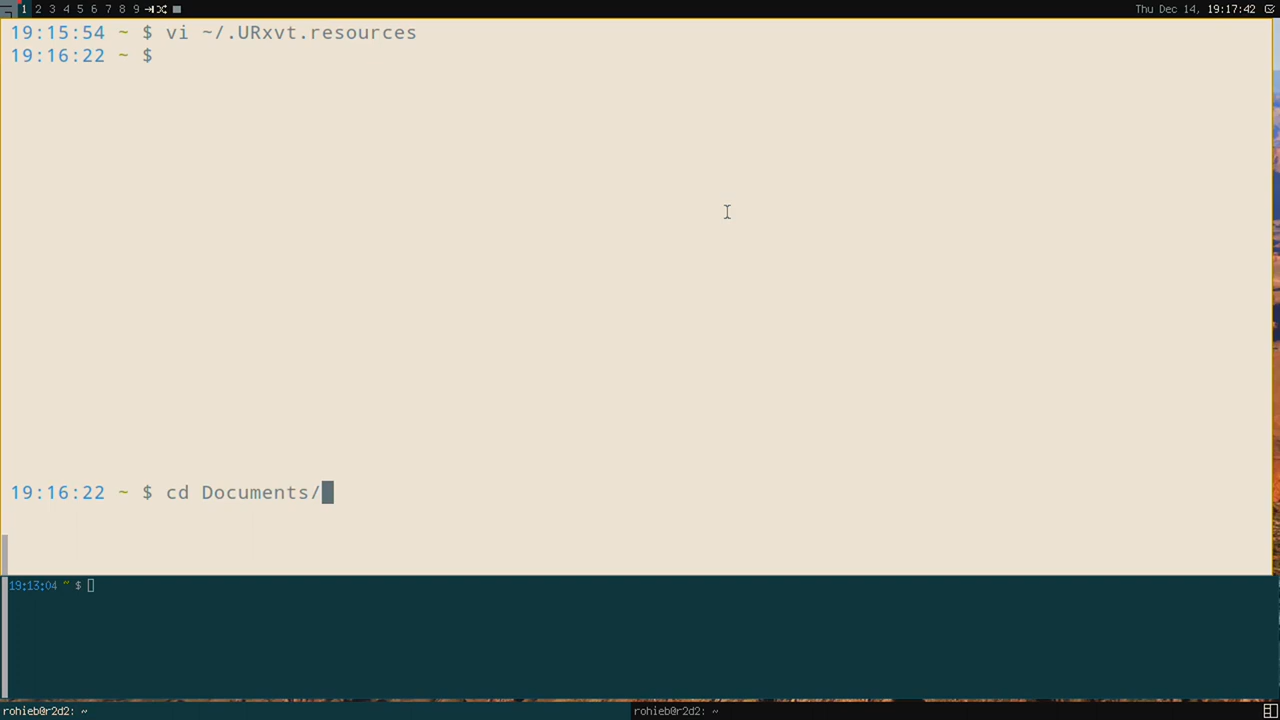 1 2 3 4 5 6 7 8 9
Thu Dec 14, 19:17:42
19:15:54 ~ $ vi ~/.URxvt.resources
19:16:22 ~ $
19:16:22 ~ $ cd Documents/
19:13:04 ~ $
rohieb@r2d2: ~
rohieb@r2d2: ~